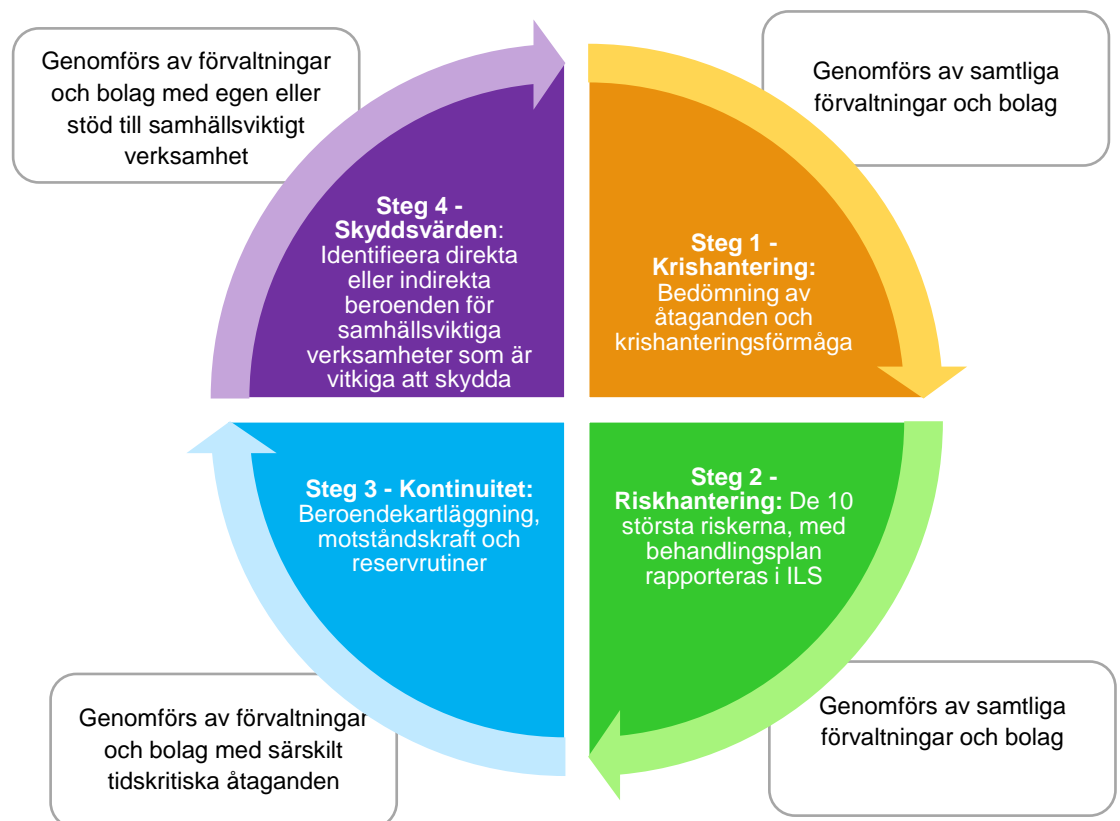 Genomförs av förvaltningar
och bolag med egen eller
stöd till samhällsviktigt
verksamhet
Genomförs av samtliga
förvaltningar och bolag
Steg 4 -
Skyddsvärden:
Identifieera direkta
eller indirekta
beroenden för
samhällsviktiga
verksamheter som är
vitkiga att skydda
Steg 1 -
Krishantering:
Bedömning av
åtaganden och
krishanteringsförmåga
Steg 3 - Kontinuitet:
Beroendekartläggning,
motståndskraft och
reservrutiner
Steg 2 -
Riskhantering: De 10
största riskerna, med
behandlingsplan
rapporteras i ILS
Genomförs av förvaltningar
och bolag med särskilt
tidskritiska åtaganden
Genomförs av samtliga
förvaltningar och bolag